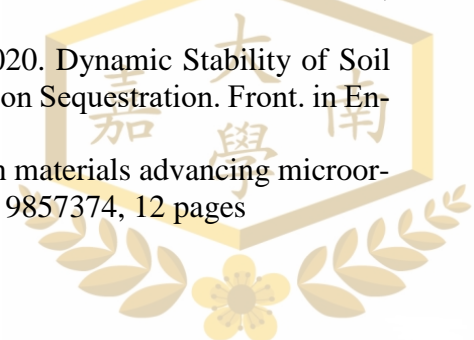 020. Dynamic Stability of Soil
on Sequestration. Front. in En-
n materials advancing microor-
9857374, 12 pages
大
嘉 南
學